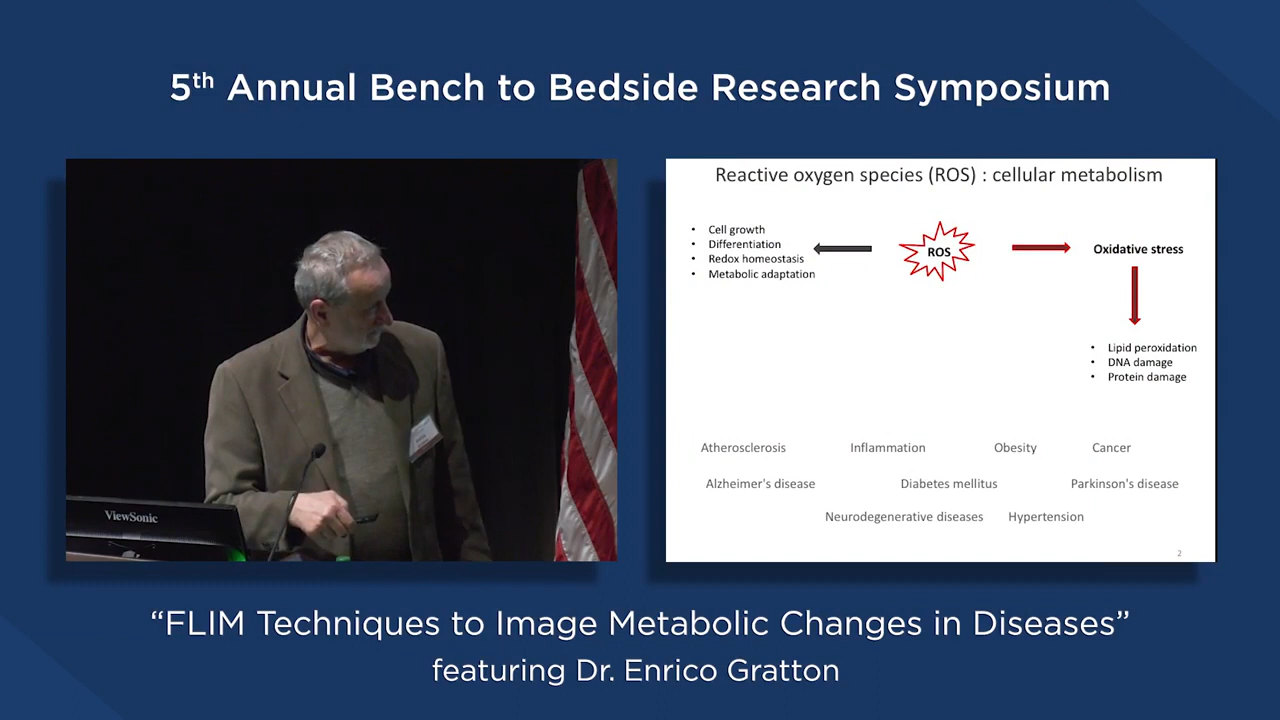 5th Annual Bench to Bedside Research Symposium
ViewSonic
Reactive oxygen species (ROS) : cellular metabolism
• Cell growth
• Differentiation
• Redox homeostasis
• Metabolic adaptation
ROS
Oxidative stress
• Lipid peroxidation
• DNA damage
• Protein damage
Atherosclerosis Inflammation Obesity Cancer
Alzheimer's disease Diabetes mellitus Parkinson's disease
Neurodegenerative diseases Hypertension
2
“FLIM Techniques to Image Metabolic Changes in Diseases”
featuring Dr. Enrico Gratton